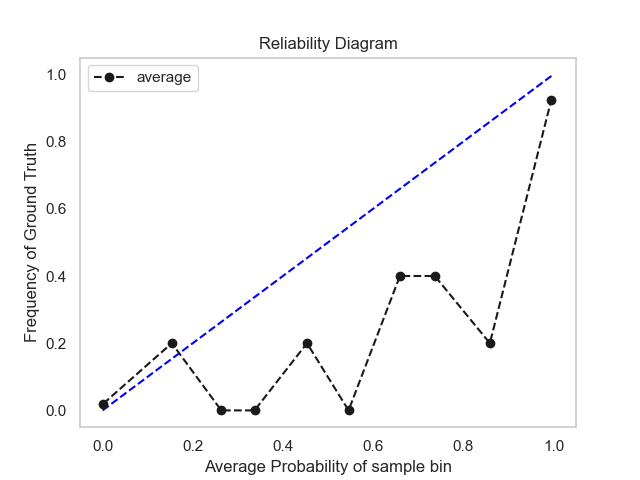 Reliability Diagram
average
Frequency of Ground Truth
1.0
0.8
0.6
0.4
0.2
0.0
0.0 0.2 0.4 0.6 0.8 1.0
Average Probability of sample bin